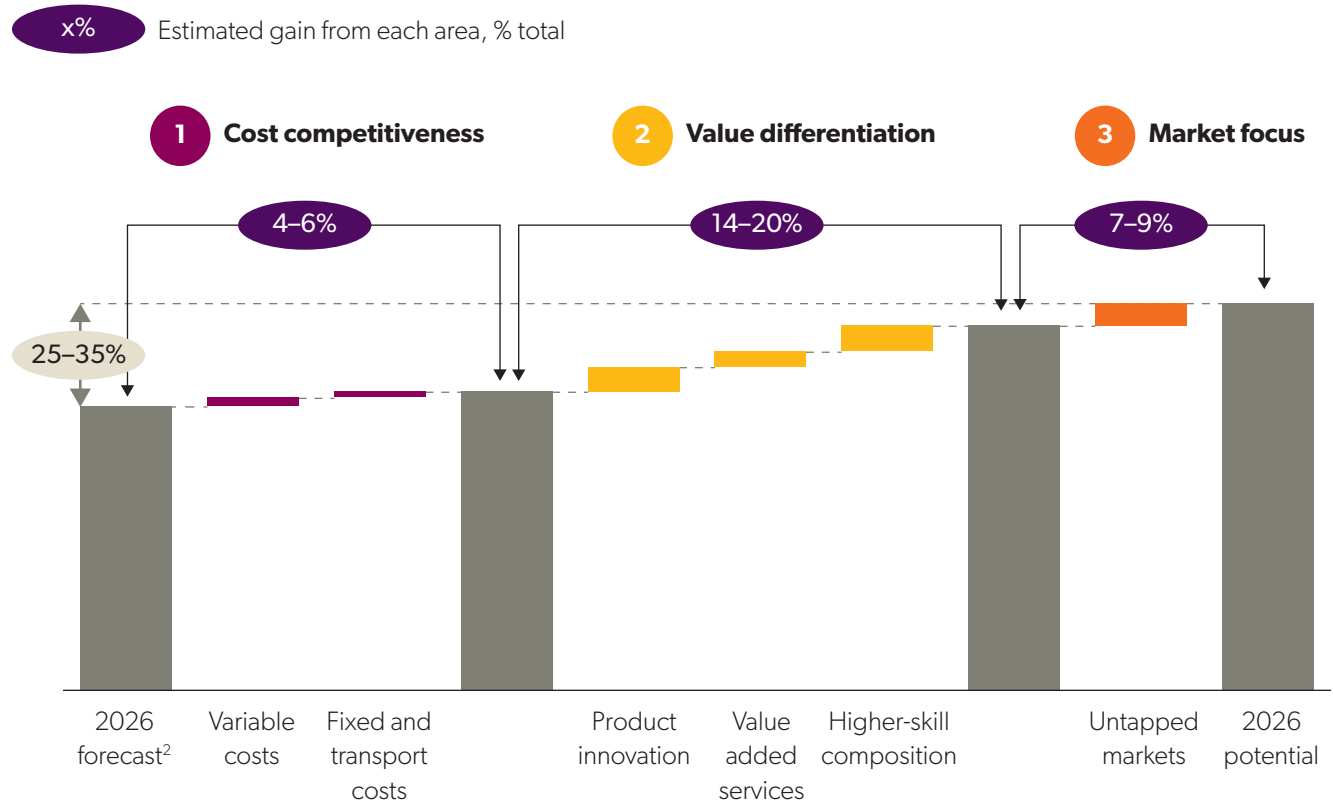 x% Estimated gain from each area, % total
1 Cost competitiveness
2 Value differentiation
3 Market focus
4–6%
14–20%
7–9%
25–35%
2026
forecast²
Variable
costs
Fixed and
transport
costs
Product
innovation
Value
added
services
Higher-skill
composition
Untapped
markets
2026
potential